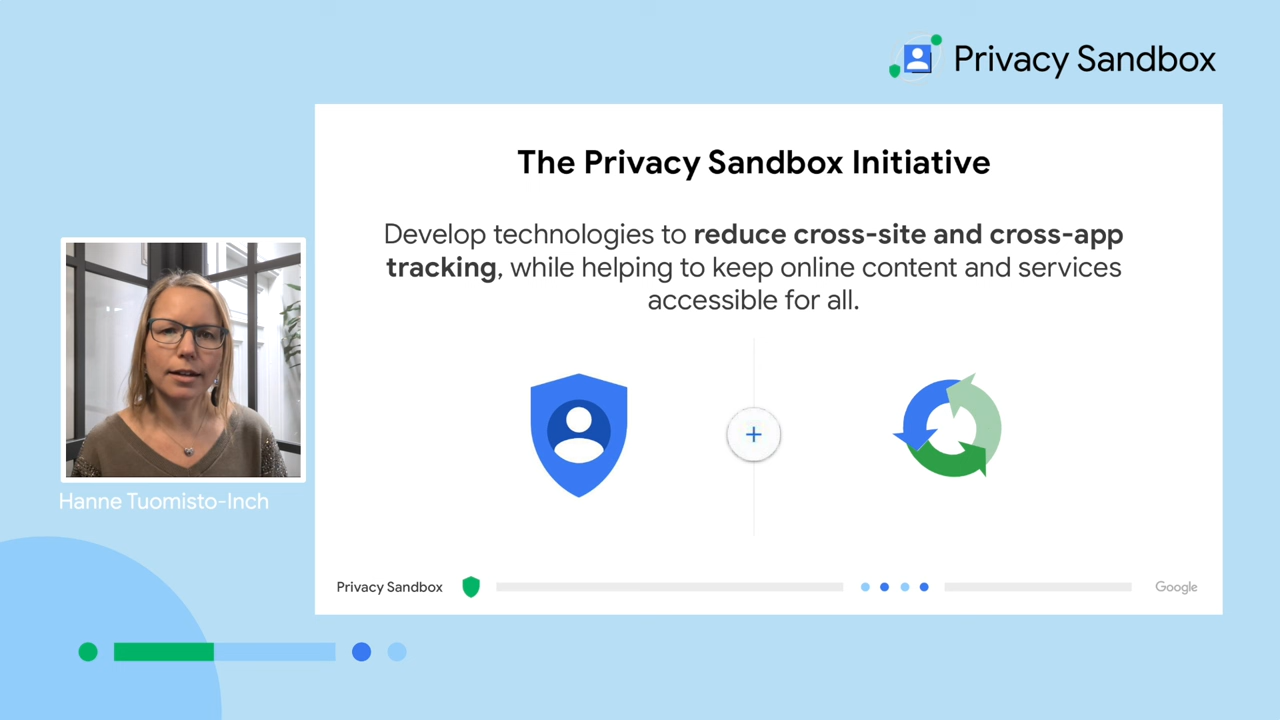 Privacy Sandbox
The Privacy Sandbox Initiative
Develop technologies to reduce cross-site and cross-app
tracking, while helping to keep online content and services
accessible for all.
Hanne Tuomisto-Inch
Privacy Sandbox
Google